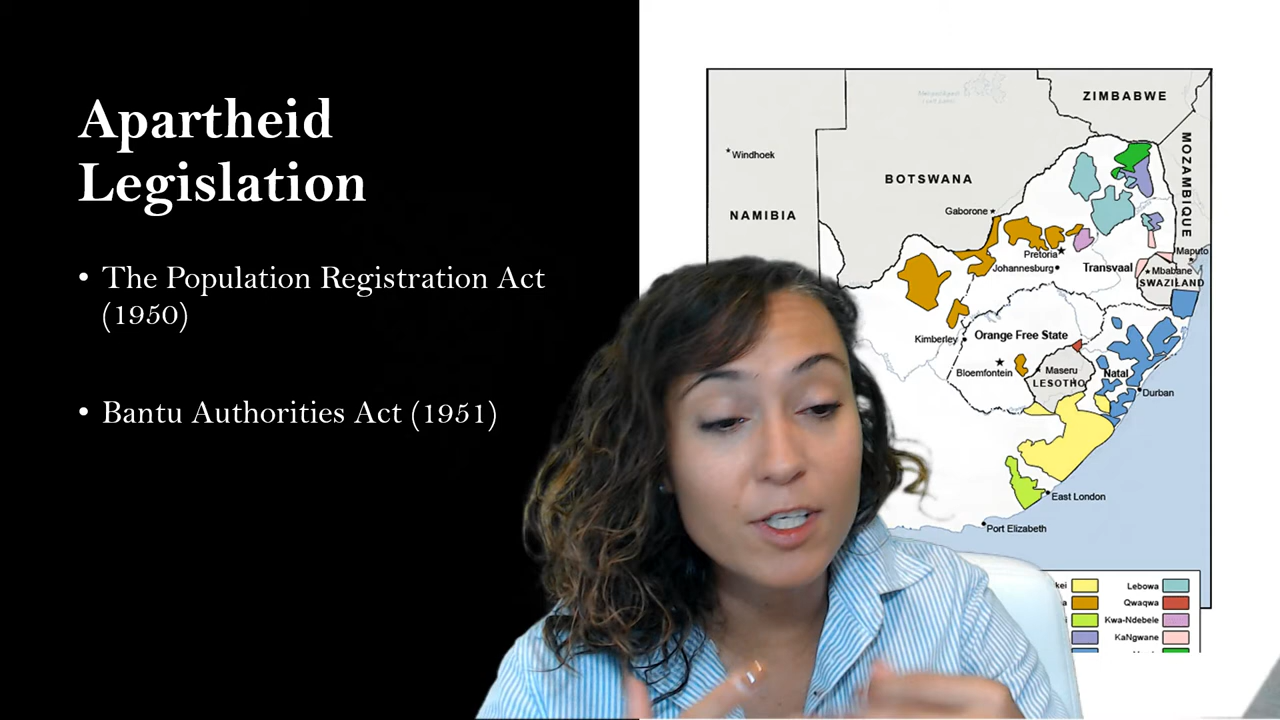 Apartheid
Legislation
• The Population Registration Act
(1950)
• Bantu Authorities Act (1951)
ZIMBABWE
MOZAMBIQUE
Windhoek
BOTSWANA
NAMIBIA
Gaborone
Pretoria
Johannesburg
Transvaal
Maputo
Mbabane
SWAZILAND
Kimberley
Orange Free State
Bloemfontein
Maseru
LESOTHO
Natal
Durban
East London
Port Elizabeth
Lebowa
Qwaqwa
Kwa-Ndebele
KaNgwane